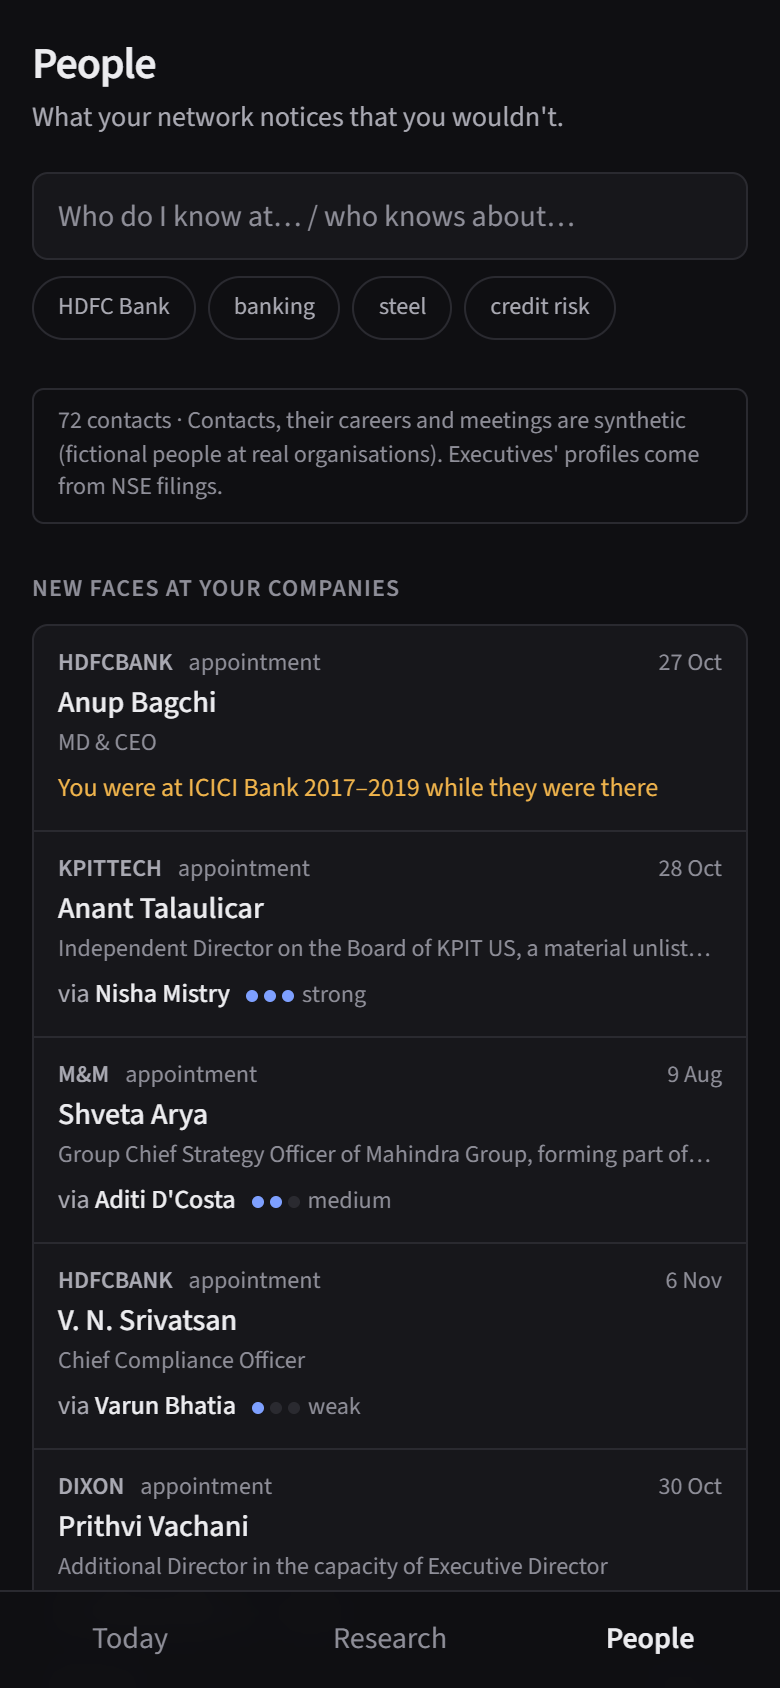 People
What your network notices that you wouldn't.
Who do I know at… / who knows about…
HDFC Bank
banking
steel
credit risk
72 contacts · Contacts, their careers and meetings are synthetic
(fictional people at real organisations). Executives' profiles come
from NSE filings.
NEW FACES AT YOUR COMPANIES
HDFCBANK appointment 27 Oct
Anup Bagchi
MD & CEO
You were at ICICI Bank 2017–2019 while they were there
KPITTECH appointment 28 Oct
Anant Talaulicar
Independent Director on the Board of KPIT US, a material unlist…
via Nisha Mistry strong
M&M appointment 9 Aug
Shveta Arya
Group Chief Strategy Officer of Mahindra Group, forming part of…
via Aditi D'Costa medium
HDFCBANK appointment 6 Nov
V. N. Srivatsan
Chief Compliance Officer
via Varun Bhatia weak
DIXON appointment 30 Oct
Prithvi Vachani
Additional Director in the capacity of Executive Director
Today Research People